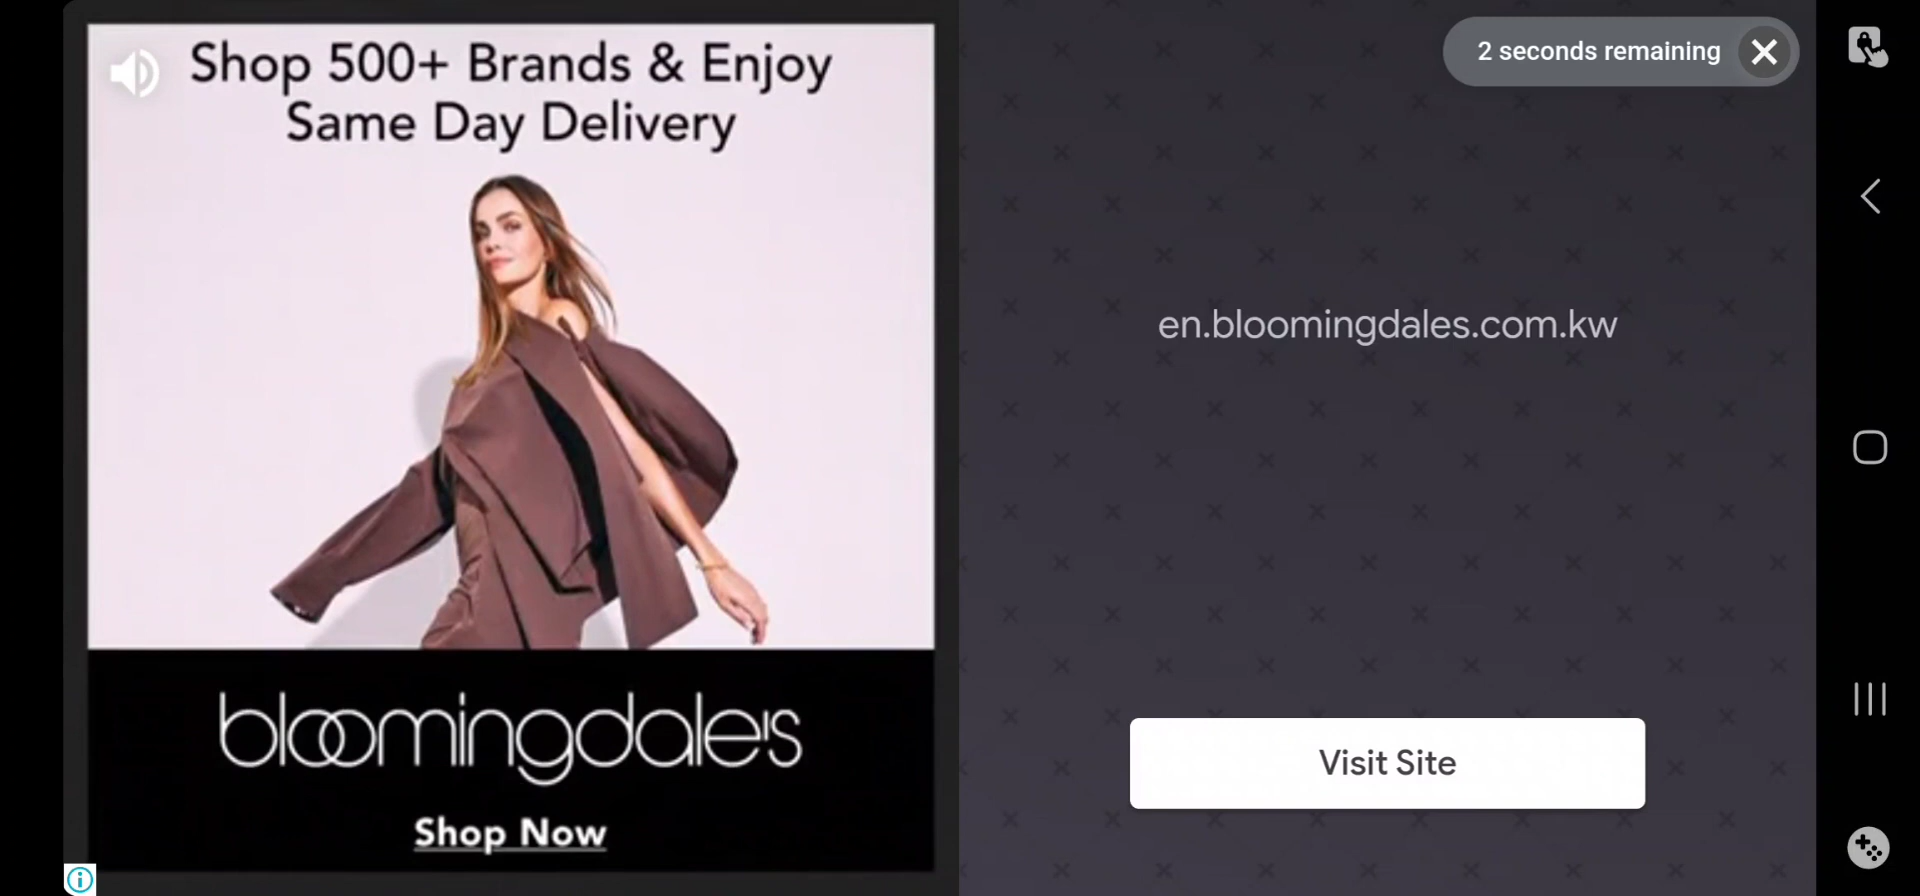 Shop 500+ Brands & Enjoy
Same Day Delivery
bloomingdale's
Shop Now
2 seconds remaining
en.bloomingdales.com.kw
Visit Site